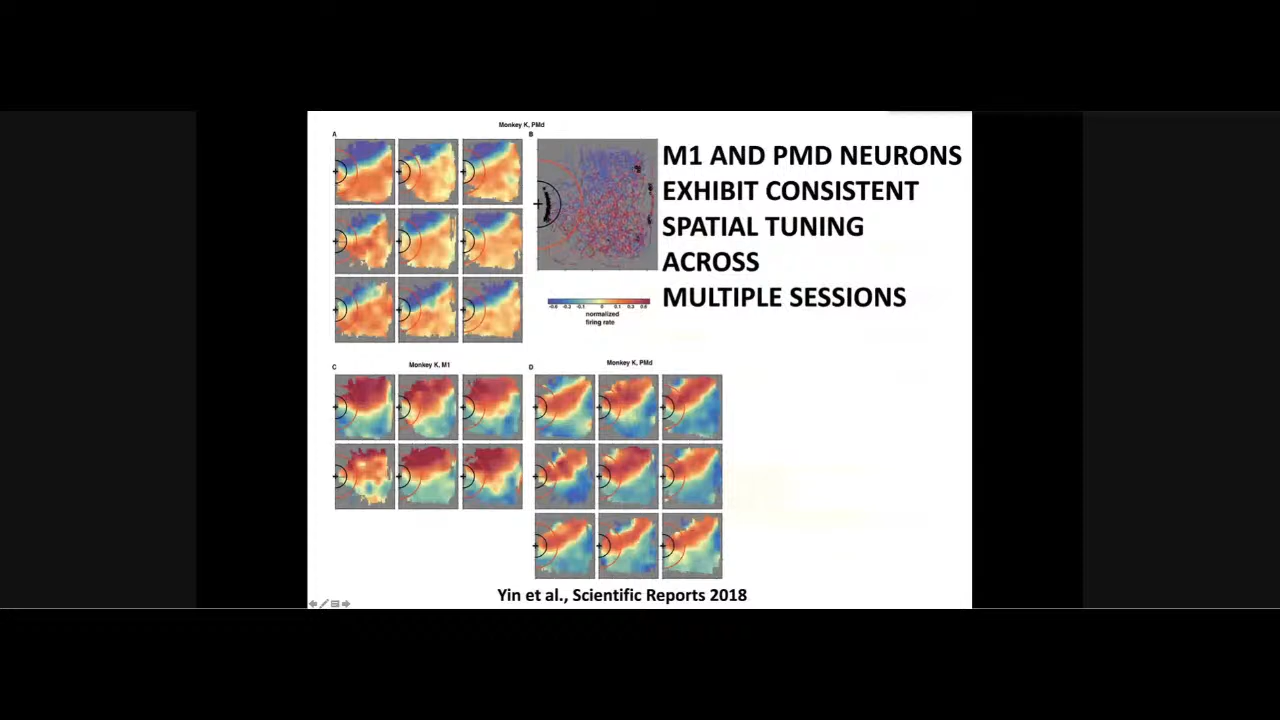 Monkey K, PMd
A
B
M1 AND PMD NEURONS
EXHIBIT CONSISTENT
SPATIAL TUNING
ACROSS
MULTIPLE SESSIONS
normalized
firing rate
C
Monkey K, M1
D
Monkey K, PMd
Yin et al., Scientific Reports 2018